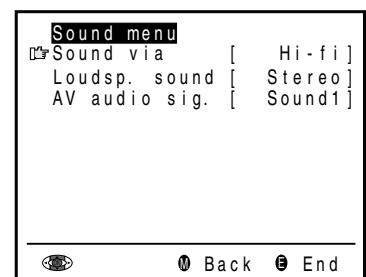 Sound menu
Sound via [ Hi-fi]
Loudsp. sound [ Stereo]
AV audio sig. [ Sound1]
M Back E End